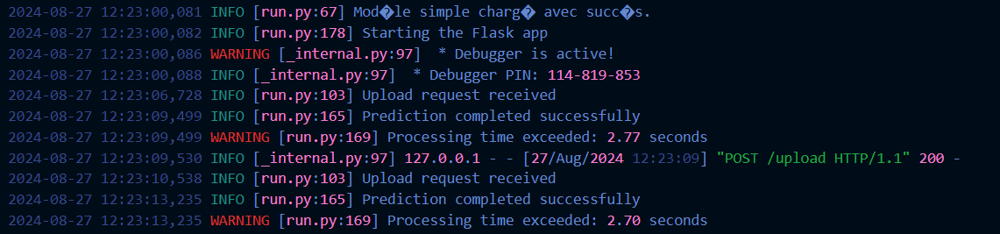 2024-08-27 12:23:00,081 INFO [run.py:67] Mod�le simple charg� avec succ�s.
2024-08-27 12:23:00,082 INFO [run.py:178] Starting the Flask app
2024-08-27 12:23:00,086 WARNING [_internal.py:97]  * Debugger is active!
2024-08-27 12:23:00,088 INFO [_internal.py:97]  * Debugger PIN: 114-819-853
2024-08-27 12:23:06,728 INFO [run.py:103] Upload request received
2024-08-27 12:23:09,499 INFO [run.py:165] Prediction completed successfully
2024-08-27 12:23:09,499 WARNING [run.py:169] Processing time exceeded: 2.77 seconds
2024-08-27 12:23:09,530 INFO [_internal.py:97] 127.0.0.1 - - [27/Aug/2024 12:23:09] "POST /upload HTTP/1.1" 200 -
2024-08-27 12:23:10,538 INFO [run.py:103] Upload request received
2024-08-27 12:23:13,235 INFO [run.py:165] Prediction completed successfully
2024-08-27 12:23:13,235 WARNING [run.py:169] Processing time exceeded: 2.70 seconds